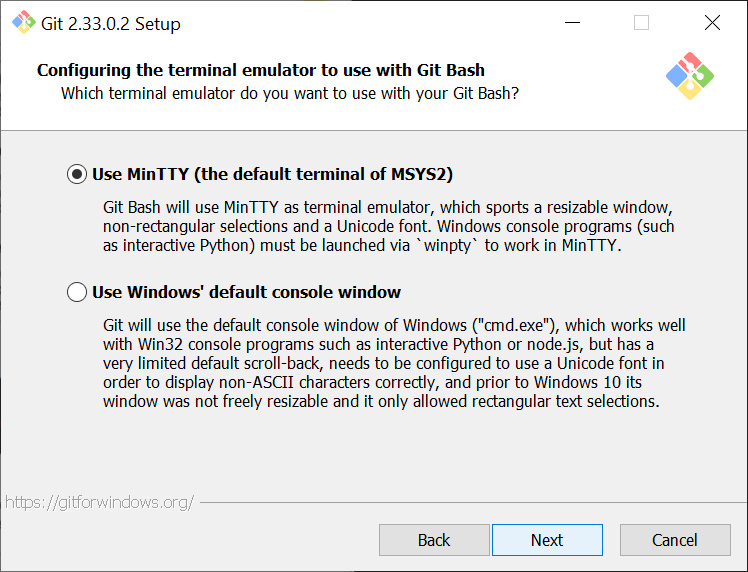 Git 2.33.0.2 Setup
Configuring the terminal emulator to use with Git Bash
Which terminal emulator do you want to use with your Git Bash?
Use MinTTY (the default terminal of MSYS2)
Git Bash will use MinTTY as terminal emulator, which sports a resizable window,
non-rectangular selections and a Unicode font. Windows console programs (such
as interactive Python) must be launched via `winpty` to work in MinTTY.
Use Windows' default console window
Git will use the default console window of Windows ("cmd.exe"), which works well
with Win32 console programs such as interactive Python or node.js, but has a
very limited default scroll-back, needs to be configured to use a Unicode font in
order to display non-ASCII characters correctly, and prior to Windows 10 its
window was not freely resizable and it only allowed rectangular text selections.
https://gitforwindows.org/
Back
Next
Cancel